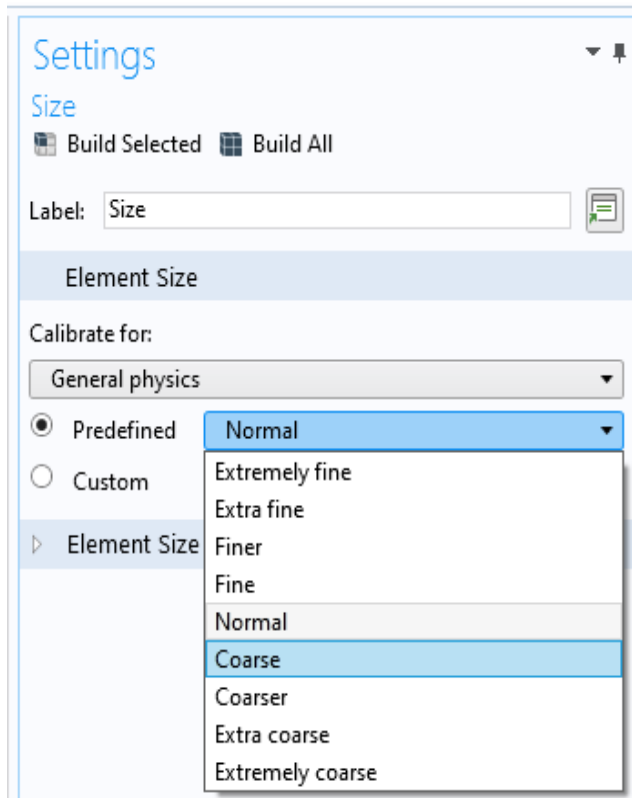 Settings
Size
Build Selected Build All
Label: Size
Element Size
Calibrate for:
General physics
Predefined Normal
Custom
Extremely fine
Extra fine
Finer
Element Size
Fine
Normal
Coarse
Coarser
Extra coarse
Extremely coarse